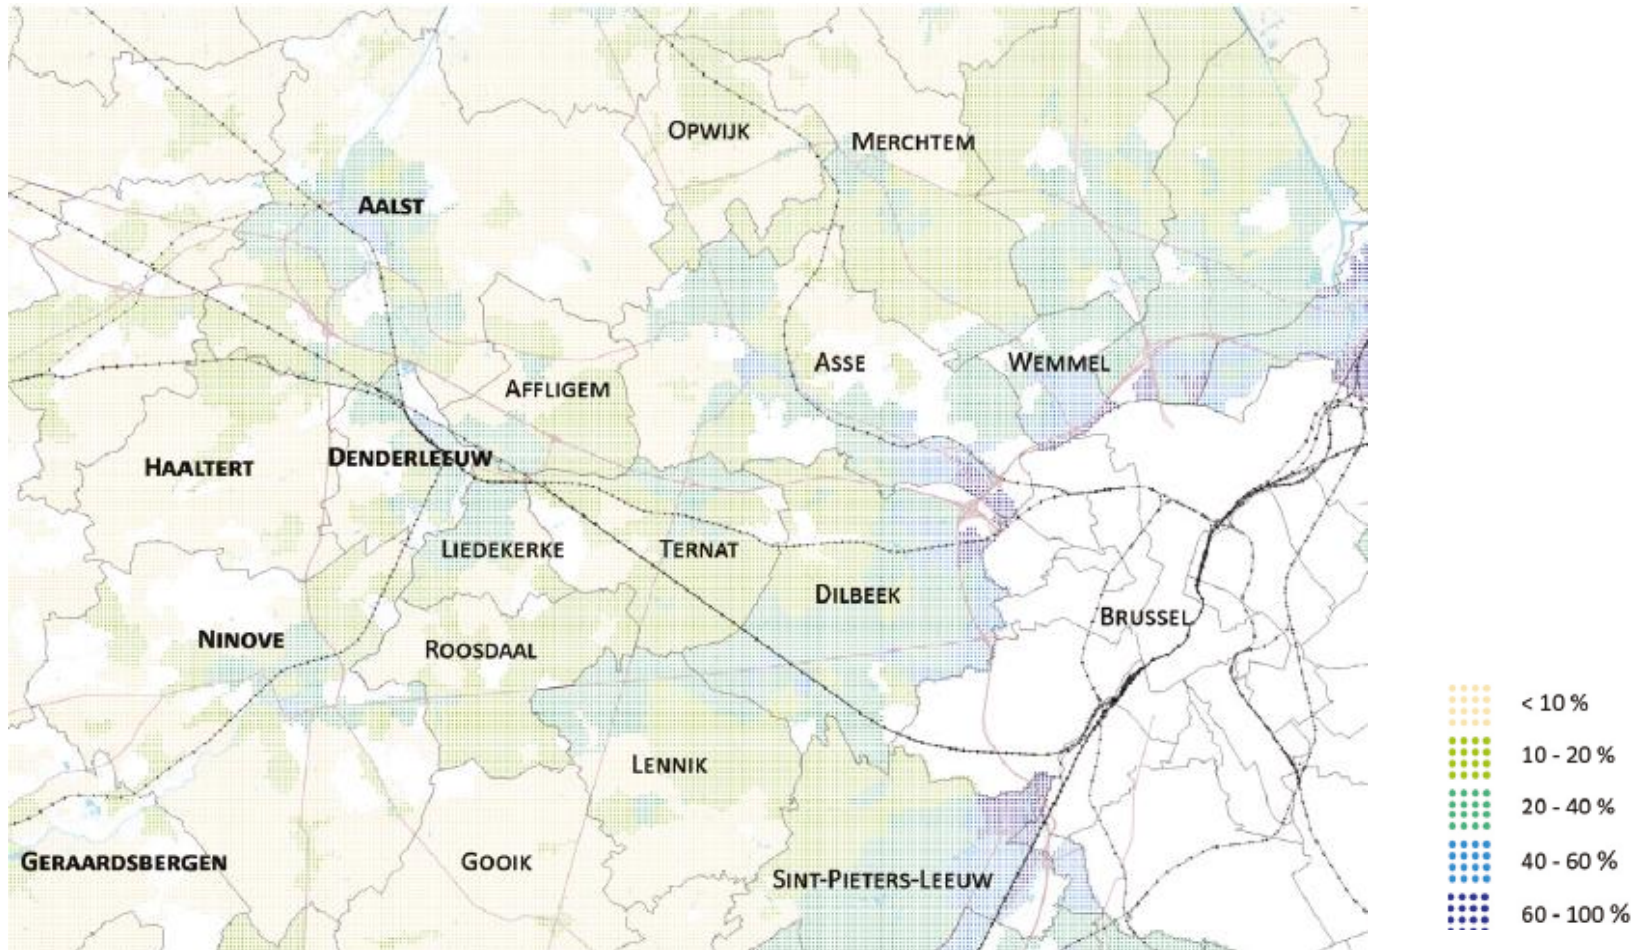 OPWIJK
MERCHTEM
AALST
ASSE
WEMMEL
AFFLIGEM
HAALTERT
DENDERLEEUW
LIEDEKERKE
TERNAT
DILBEEK
BRUSSEL
NINOVE
ROOSDAAL
LENNIK
GERAARDSBERGEN
GOOIK
SINT-PIETERS-LEEUW
< 10 %
10 - 20 %
20 - 40 %
40 - 60 %
60 - 100 %